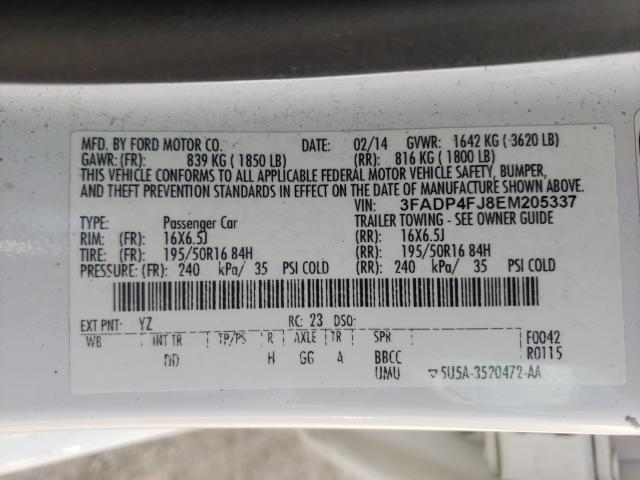 MFD. BY FORD MOTOR CO. DATE: 02/14 GVWR: 1642 KG ( 3620 LB)
GAWR: (FR): 839 KG ( 1850 LB) (RR): 816 KG ( 1800 LB)
THIS VEHICLE CONFORMS TO ALL APPLICABLE FEDERAL MOTOR VEHICLE SAFETY, BUMPER,
AND THEFT PREVENTION STANDARDS IN EFFECT ON THE DATE OF MANUFACTURE SHOWN ABOVE.
VIN: 3FADP4FJ8EM205337
TYPE: Passenger Car TRAILER TOWING - SEE OWNER GUIDE
RIM: (FR): 16X6.5J (RR): 16X6.5J
TIRE: (FR): 195/50R16 84H (RR): 195/50R16 84H
PRESSURE: (FR): 240 kPa/ 35 PSI COLD (RR): 240 kPa/ 35 PSI COLD
EXT PNT: YZ RC: 23 DSO:
WB INT TR TP/PS R AXLE TR SPR F0042
DD H GG A BBCC R0115
UMU ▽5U5A-3520472-AA